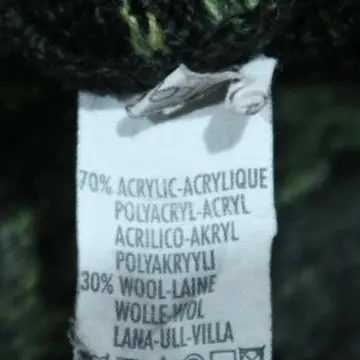 70% ACRYLIC-ACRYLIQUE
POLYACRYL-ACRYL
ACRILICO-AKRYL
POLYAKRYYLI
30% WOOL-LAINE
WOLLE-WOL
LANA-ULL-VILLA